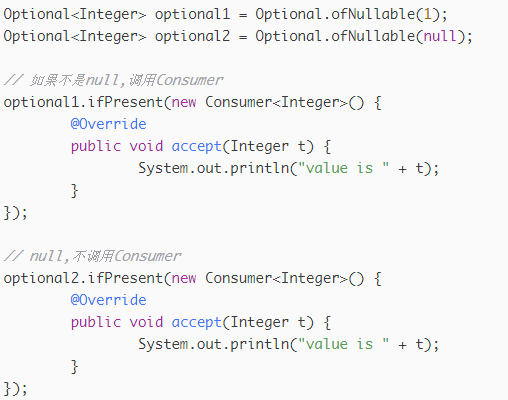 Optional<Integer> optional1 = Optional.ofNullable(1);
Optional<Integer> optional2 = Optional.ofNullable(null);

// 如果不是null,调用Consumer
optional1.ifPresent(new Consumer<Integer>() {
        @Override
        public void accept(Integer t) {
                System.out.println("value is " + t);
        }
});

// null,不调用Consumer
optional2.ifPresent(new Consumer<Integer>() {
        @Override
        public void accept(Integer t) {
                System.out.println("value is " + t);
        }
});